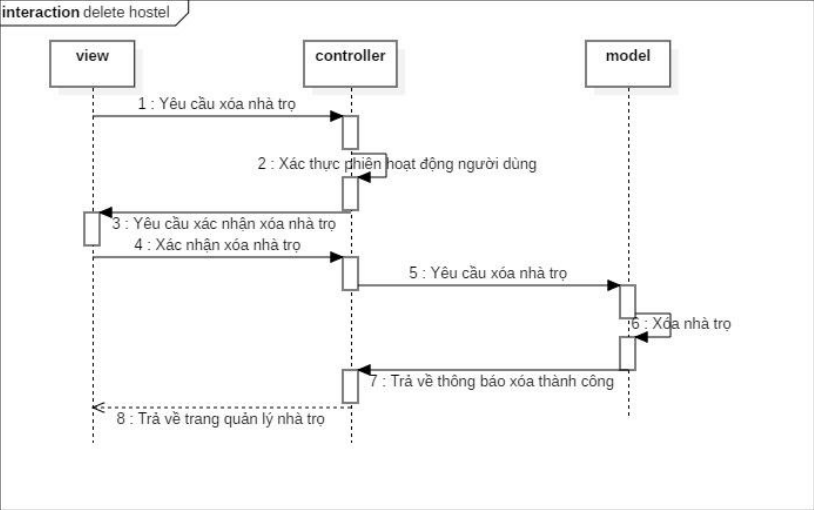 interaction delete hostel
view
controller
model
1 : Yêu cầu xóa nhà trọ
2 : Xác thực phiên hoạt động người dùng
3 : Yêu cầu xác nhận xóa nhà trọ
4 : Xác nhận xóa nhà trọ
5 : Yêu cầu xóa nhà trọ
6 : Xóa nhà trọ
7 : Trả về thông báo xóa thành công
8 : Trả về trang quản lý nhà trọ